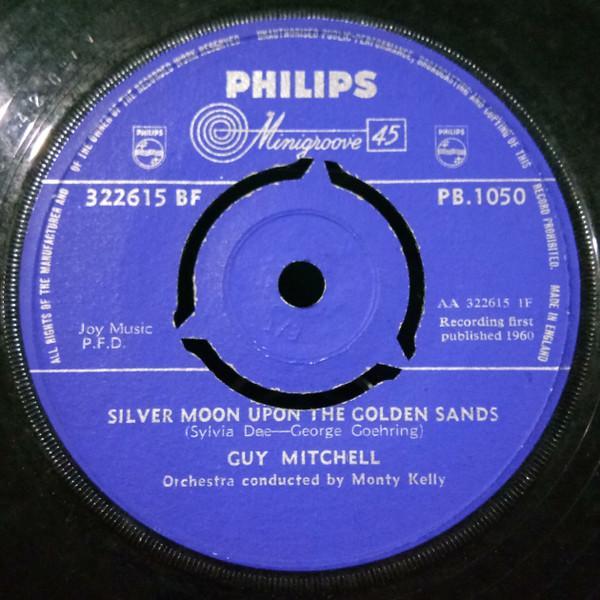 ALL RIGHTS OF THE MANUFACTURER AND OF THE OWNER OF THE RECORDED WORK RESERVED
UNAUTHORISED PUBLIC PERFORMANCE, BROADCASTING AND COPYING OF THIS RECORD PROHIBITED. MADE IN ENGLAND
PHILIPS
Minigroove 45
PHILIPS
PHILIPS
322615 BF
PB.1050
AA 322615 1F
Recording first
published 1960
Joy Music
P.F.D.
SILVER MOON UPON THE GOLDEN SANDS
(Sylvia Dee—George Goehring)
GUY MITCHELL
Orchestra conducted by Monty Kelly